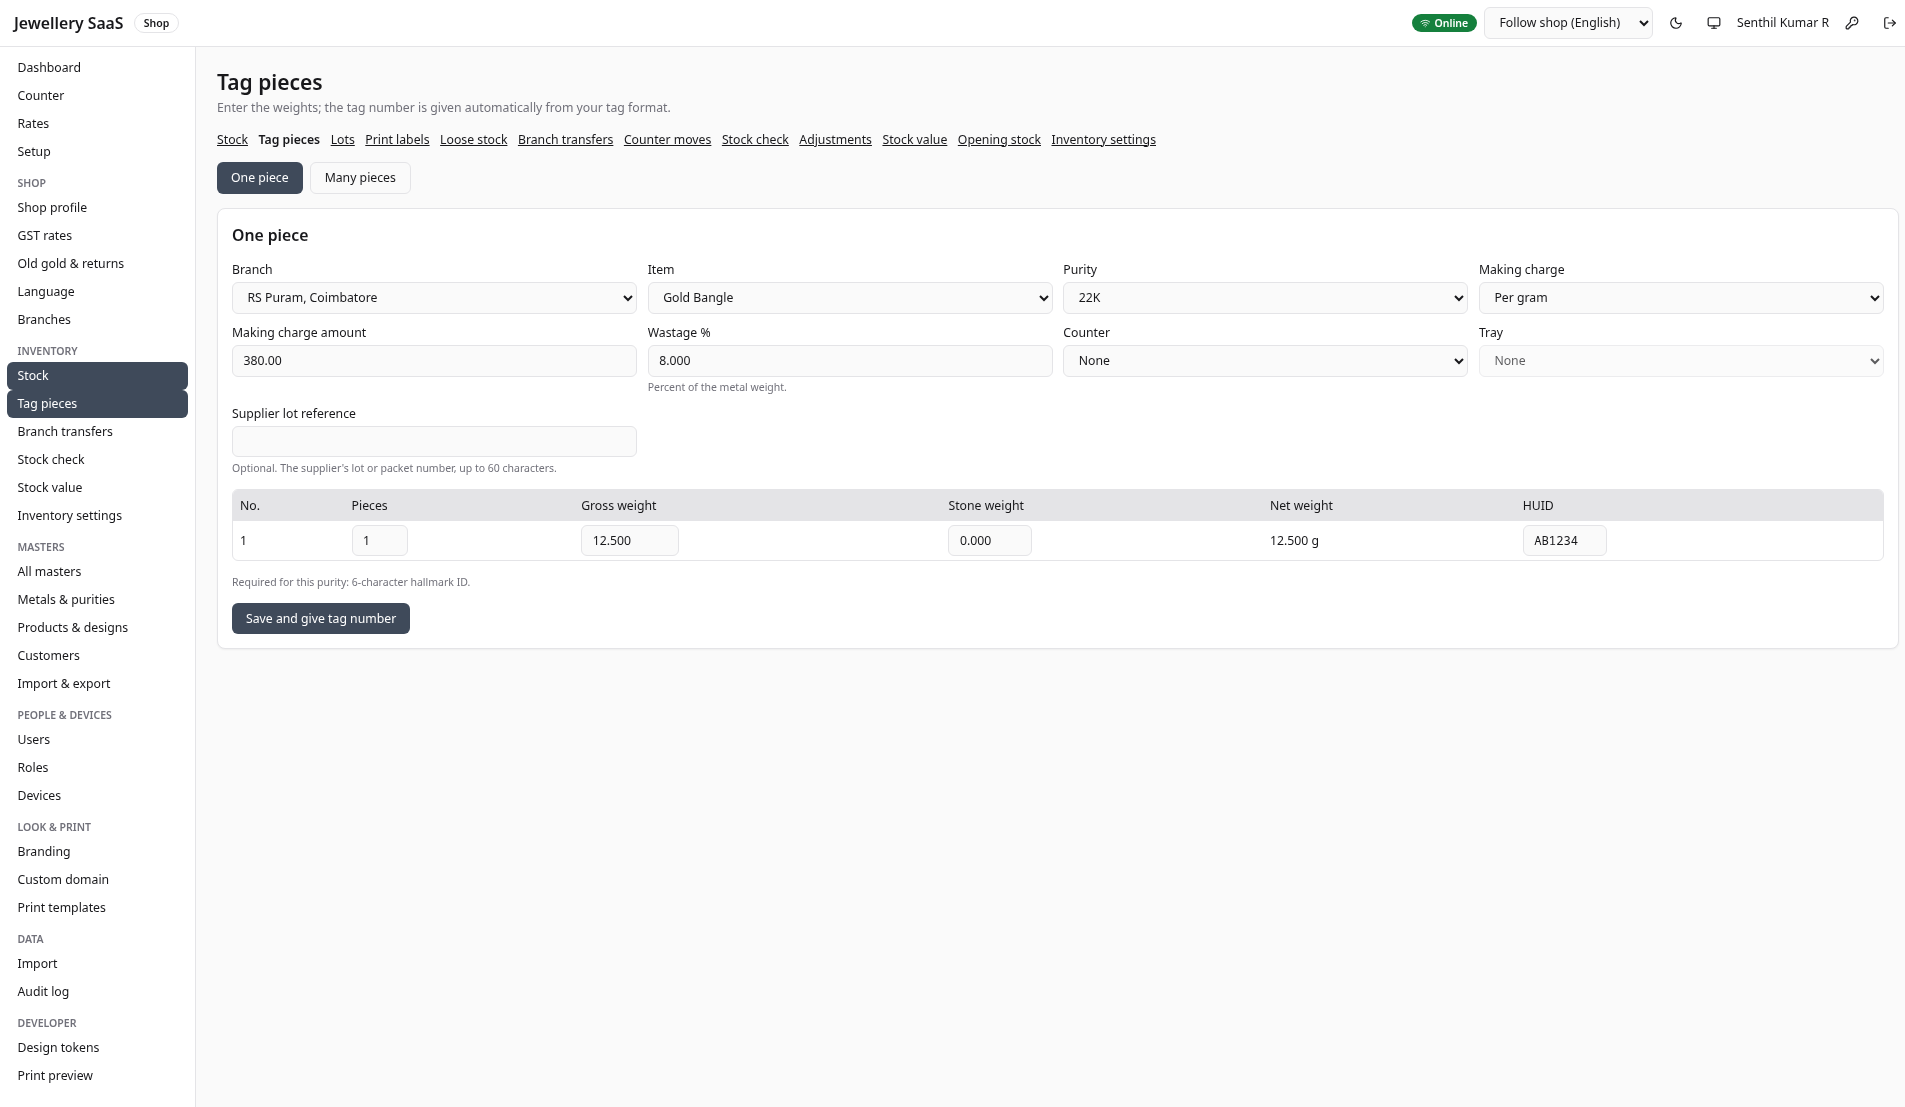 Jewellery SaaS Shop
Online Follow shop (English) Senthil Kumar R
Dashboard
Counter
Rates
Setup
SHOP
Shop profile
GST rates
Old gold & returns
Language
Branches
INVENTORY
Stock
Tag pieces
Branch transfers
Stock check
Stock value
Inventory settings
MASTERS
All masters
Metals & purities
Products & designs
Customers
Import & export
PEOPLE & DEVICES
Users
Roles
Devices
LOOK & PRINT
Branding
Custom domain
Print templates
DATA
Import
Audit log
DEVELOPER
Design tokens
Print preview
Tag pieces
Enter the weights; the tag number is given automatically from your tag format.
Stock Tag pieces Lots Print labels Loose stock Branch transfers Counter moves Stock check Adjustments Stock value Opening stock Inventory settings
One piece Many pieces
One piece
Branch Item Purity Making charge
RS Puram, Coimbatore Gold Bangle 22K Per gram
Making charge amount Wastage % Counter Tray
380.00 8.000 None None
Percent of the metal weight.
Supplier lot reference
Optional. The supplier's lot or packet number, up to 60 characters.
No. Pieces Gross weight Stone weight Net weight HUID
1 1 12.500 0.000 12.500 g AB1234
Required for this purity: 6-character hallmark ID.
Save and give tag number